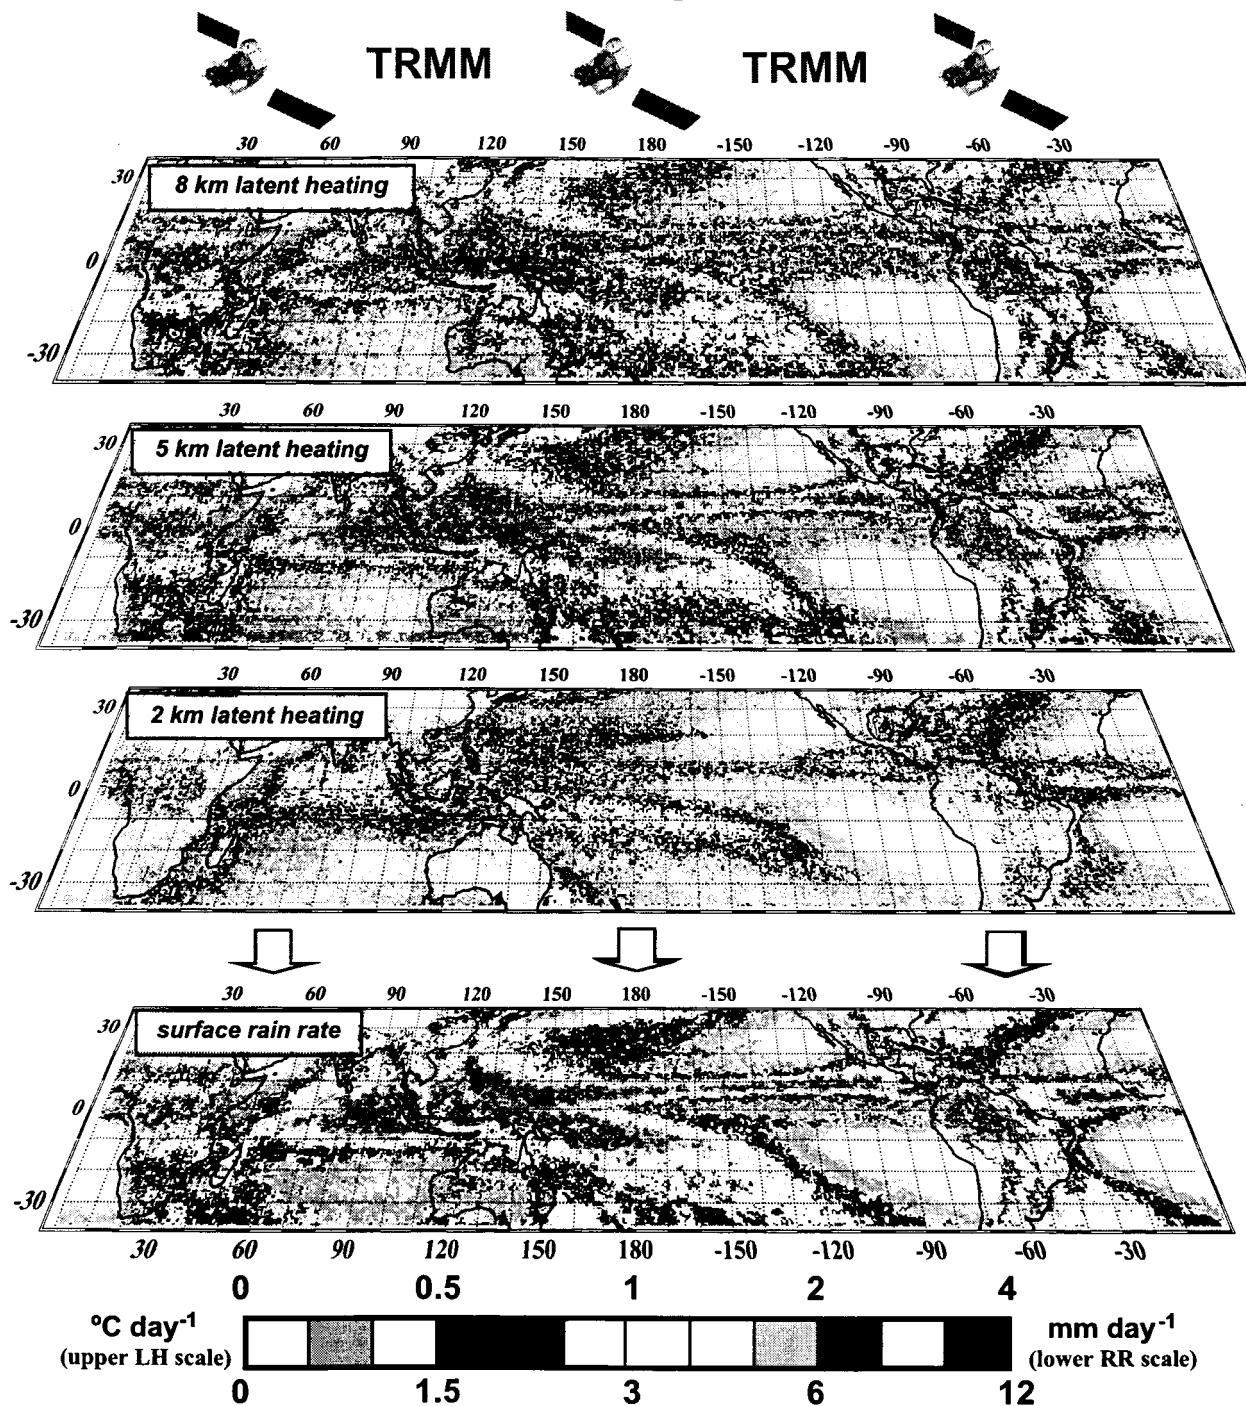 TRMM TRMM
30 60 90 120 150 180 -150 -120 -90 -60 -30
8 km latent heating
30
0
-30
30 60 90 120 150 180 -150 -120 -90 -60 -30
5 km latent heating
30
0
-30
30 60 90 120 150 180 -150 -120 -90 -60 -30
2 km latent heating
30
0
-30
30 60 90 120 150 180 -150 -120 -90 -60 -30
surface rain rate
30
0
-30
30 60 90 120 150 180 -150 -120 -90 -60 -30
0 0.5 1 2 4
ºC day⁻¹ mm day⁻¹
(upper LH scale) (lower RR scale)
0 1.5 3 6 12